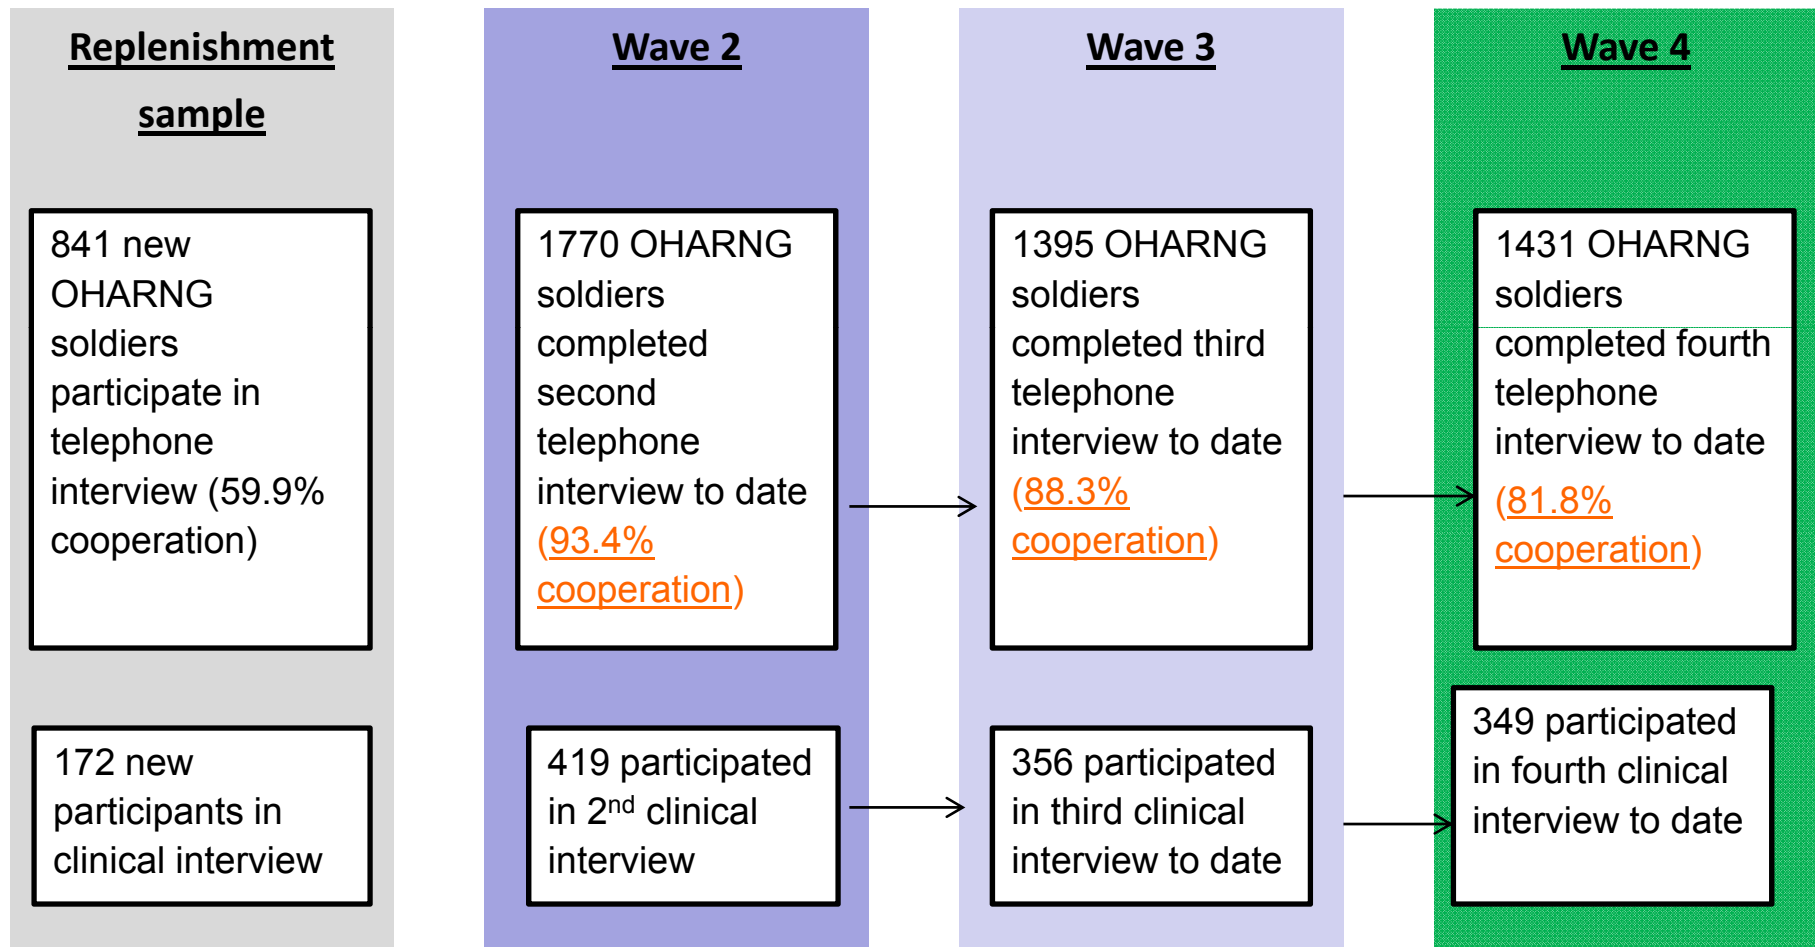 Replenishment
sample
841 new
OHARNG
soldiers
participate in
telephone
interview (59.9%
cooperation)
172 new
participants in
clinical interview
Wave 2
1770 OHARNG
soldiers
completed
second
telephone
interview to date
(93.4%
cooperation)
419 participated
in 2nd clinical
interview
Wave 3
1395 OHARNG
soldiers
completed third
telephone
interview to date
(88.3%
cooperation)
356 participated
in third clinical
interview to date
Wave 4
1431 OHARNG
soldiers
completed fourth
telephone
interview to date
(81.8%
cooperation)
349 participated
in fourth clinical
interview to date